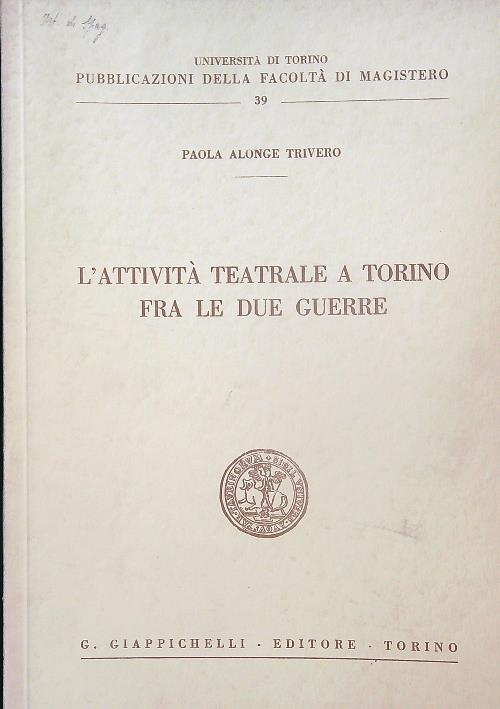 UNIVERSITÀ DI TORINO
PUBBLICAZIONI DELLA FACOLTÀ DI MAGISTERO
39
PAOLA ALONGE TRIVERO
L'ATTIVITÀ TEATRALE A TORINO
FRA LE DUE GUERRE
G. GIAPPICHELLI - EDITORE - TORINO